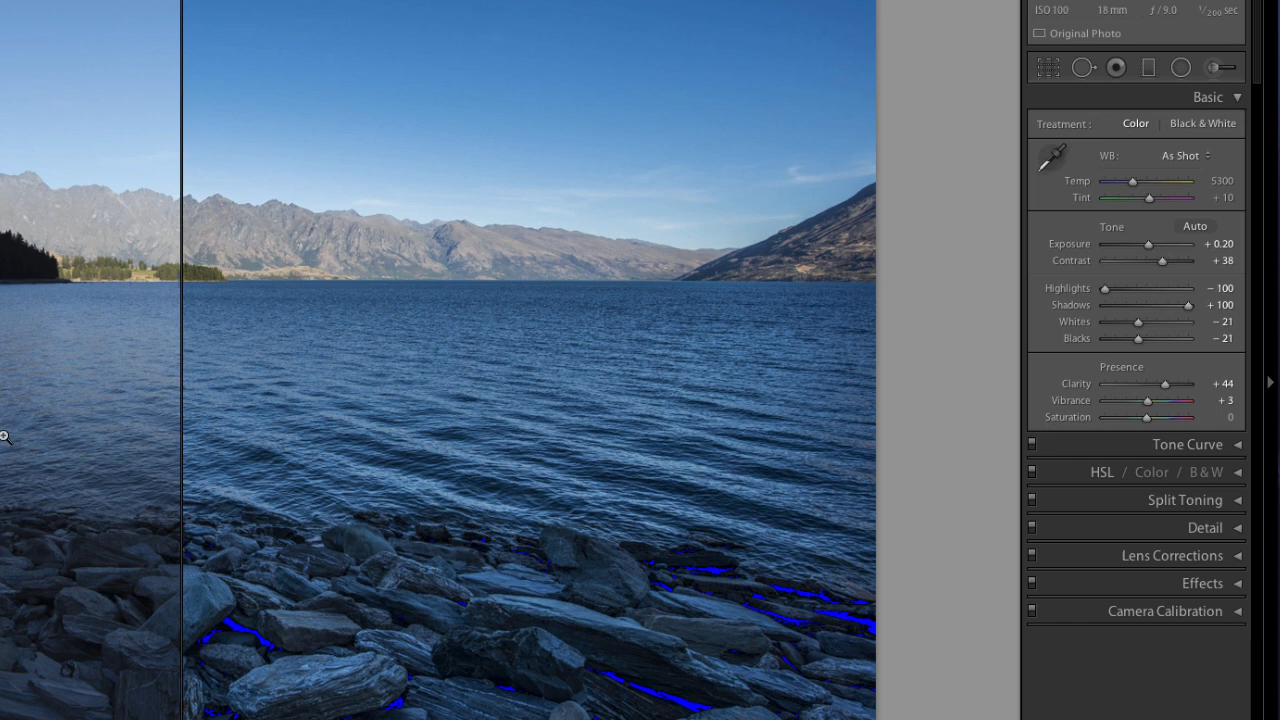 ISO 100 18 mm ƒ / 9.0 1/200 sec
Original Photo
Basic
Treatment : Color | Black & White
WB: As Shot
Temp 5300
Tint + 10
Tone Auto
Exposure + 0.20
Contrast + 38
Highlights − 100
Shadows + 100
Whites − 21
Blacks − 21
Presence
Clarity + 44
Vibrance + 3
Saturation 0
Tone Curve
HSL / Color / B & W
Split Toning
Detail
Lens Corrections
Effects
Camera Calibration